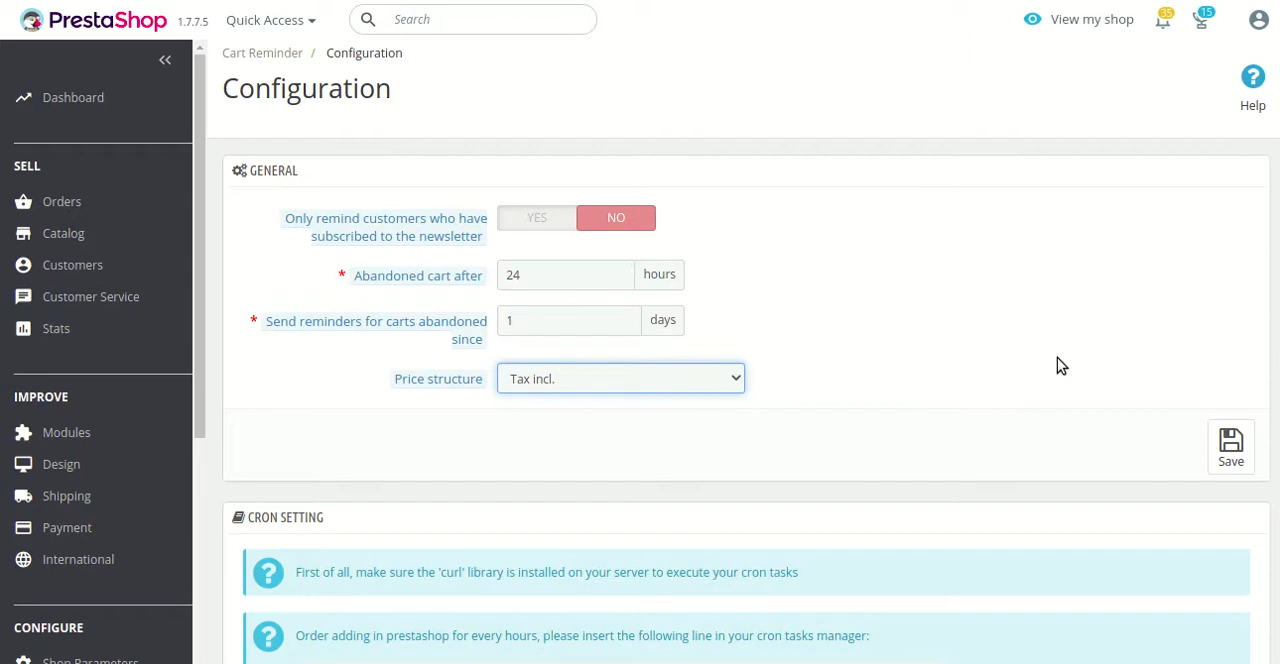 PrestaShop 1.7.7.5 Quick Access Search View my shop 35 15
Cart Reminder / Configuration
Configuration
Help
Dashboard
SELL
Orders
Catalog
Customers
Customer Service
Stats
IMPROVE
Modules
Design
Shipping
Payment
International
CONFIGURE
Shop Parameters
GENERAL
Only remind customers who have
subscribed to the newsletter
YES NO
* Abandoned cart after 24 hours
* Send reminders for carts abandoned
since
1 days
Price structure Tax incl.
Save
CRON SETTING
First of all, make sure the 'curl' library is installed on your server to execute your cron tasks
Order adding in prestashop for every hours, please insert the following line in your cron tasks manager: